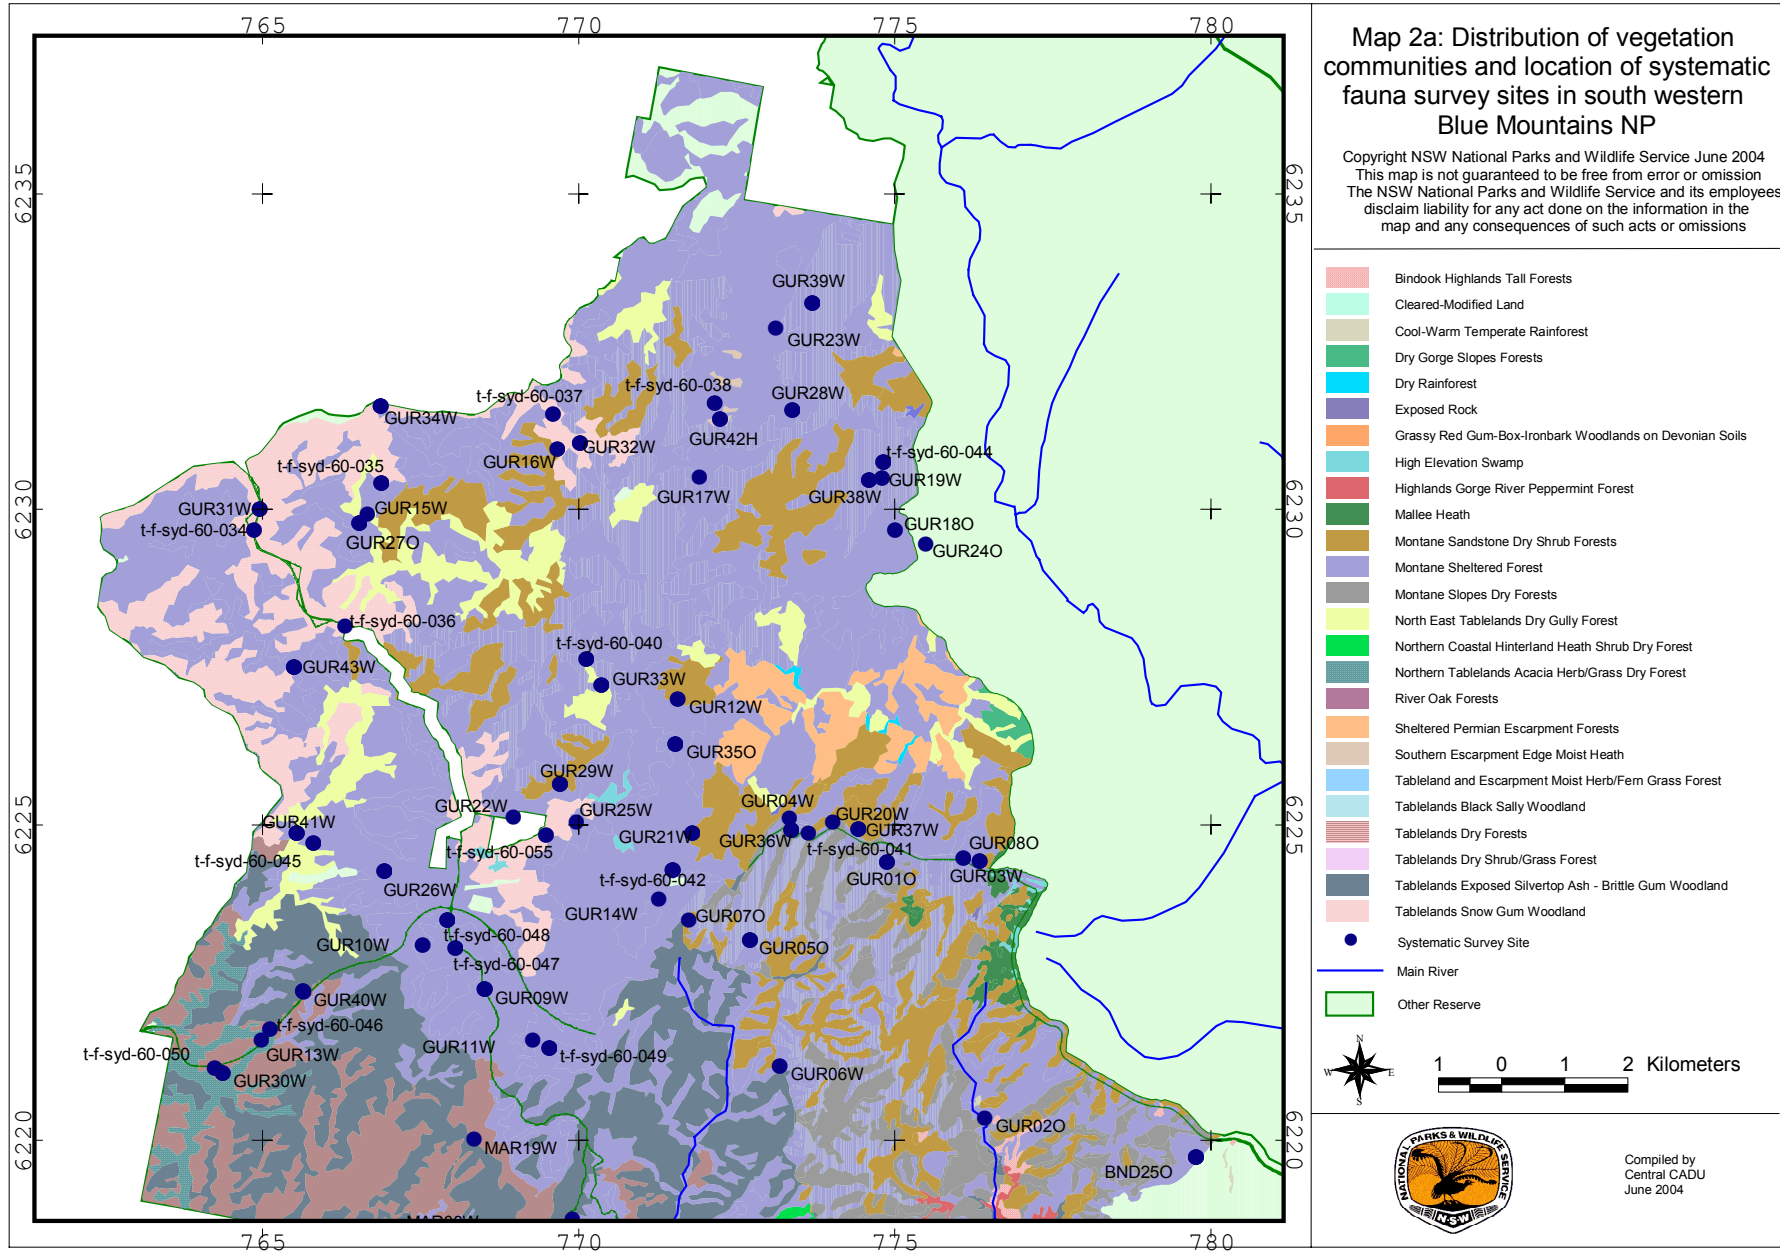 765
770
775
780
6235
6230
6225
6220
6235
6230
6225
6220
765
770
775
780
GUR39W
GUR23W
t-f-syd-60-038
GUR28W
t-f-syd-60-037
GUR34W
GUR42H
GUR32W
GUR16W
t-f-syd-60-044
t-f-syd-60-035
GUR17W
GUR38W
GUR19W
GUR31W
GUR15W
t-f-syd-60-034
GUR27O
GUR18O
GUR24O
t-f-syd-60-036
t-f-syd-60-040
GUR43W
GUR33W
GUR12W
GUR35O
GUR29W
GUR22W
GUR25W
GUR04W
GUR20W
GUR41W
GUR21W
GUR36W
GUR37W
t-f-syd-60-055
t-f-syd-60-041
GUR08O
t-f-syd-60-045
GUR26W
t-f-syd-60-042
GUR01O
GUR03W
GUR14W
GUR07O
GUR10W
t-f-syd-60-048
GUR05O
t-f-syd-60-047
GUR40W
GUR09W
t-f-syd-60-046
GUR11W
t-f-syd-60-050
GUR13W
t-f-syd-60-049
GUR30W
GUR06W
GUR02O
MAR19W
BND25O
Map 2a: Distribution of vegetation
communities and location of systematic
fauna survey sites in south western
Blue Mountains NP
Copyright NSW National Parks and Wildlife Service June 2004
This map is not guaranteed to be free from error or omission
The NSW National Parks and Wildlife Service and its employees
disclaim liability for any act done on the information in the
map and any consequences of such acts or omissions
Bindook Highlands Tall Forests
Cleared-Modified Land
Cool-Warm Temperate Rainforest
Dry Gorge Slopes Forests
Dry Rainforest
Exposed Rock
Grassy Red Gum-Box-Ironbark Woodlands on Devonian Soils
High Elevation Swamp
Highlands Gorge River Peppermint Forest
Mallee Heath
Montane Sandstone Dry Shrub Forests
Montane Sheltered Forest
Montane Slopes Dry Forests
North East Tablelands Dry Gully Forest
Northern Coastal Hinterland Heath Shrub Dry Forest
Northern Tablelands Acacia Herb/Grass Dry Forest
River Oak Forests
Sheltered Permian Escarpment Forests
Southern Escarpment Edge Moist Heath
Tableland and Escarpment Moist Herb/Fern Grass Forest
Tablelands Black Sally Woodland
Tablelands Dry Forests
Tablelands Dry Shrub/Grass Forest
Tablelands Exposed Silvertop Ash - Brittle Gum Woodland
Tablelands Snow Gum Woodland
Systematic Survey Site
Main River
Other Reserve
N
W E
S
1 0 1 2 Kilometers
NATIONAL PARKS & WILDLIFE SERVICE
N·S·W
Compiled by
Central CADU
June 2004